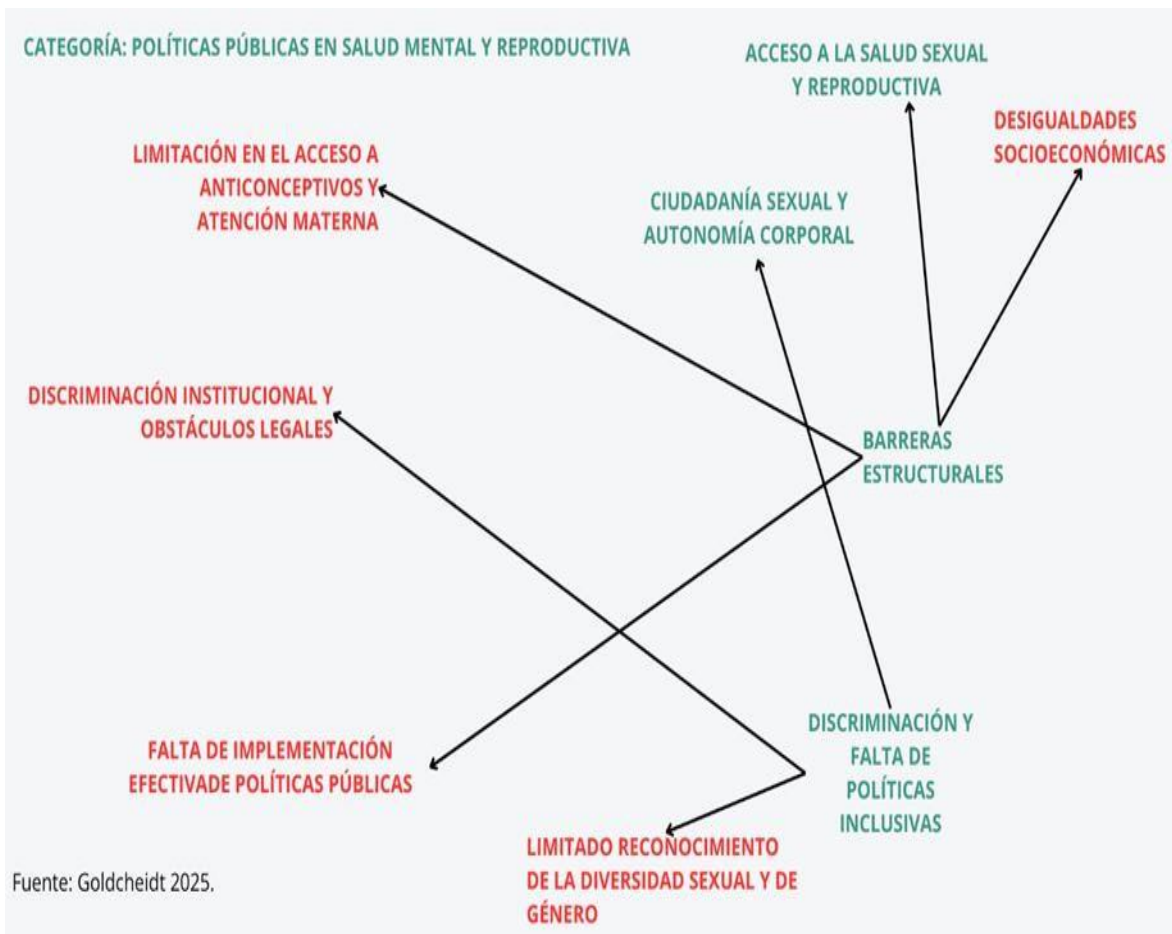 CATEGORÍA: POLÍTICAS PÚBLICAS EN SALUD MENTAL Y REPRODUCTIVA
ACCESO A LA SALUD SEXUAL
Y REPRODUCTIVA
DESIGUALDADES
SOCIOECONÓMICAS
LIMITACIÓN EN EL ACCESO A
ANTICONCEPTIVOS Y
ATENCIÓN MATERNA
CIUDADANÍA SEXUAL Y
AUTONOMÍA CORPORAL
DISCRIMINACIÓN INSTITUCIONAL Y
OBSTÁCULOS LEGALES
BARRERAS
ESTRUCTURALES
FALTA DE IMPLEMENTACIÓN
EFECTIVADE POLÍTICAS PÚBLICAS
DISCRIMINACIÓN Y
FALTA DE
POLÍTICAS
INCLUSIVAS
LIMITADO RECONOCIMIENTO
DE LA DIVERSIDAD SEXUAL Y DE
GÉNERO
Fuente: Goldcheidt 2025.